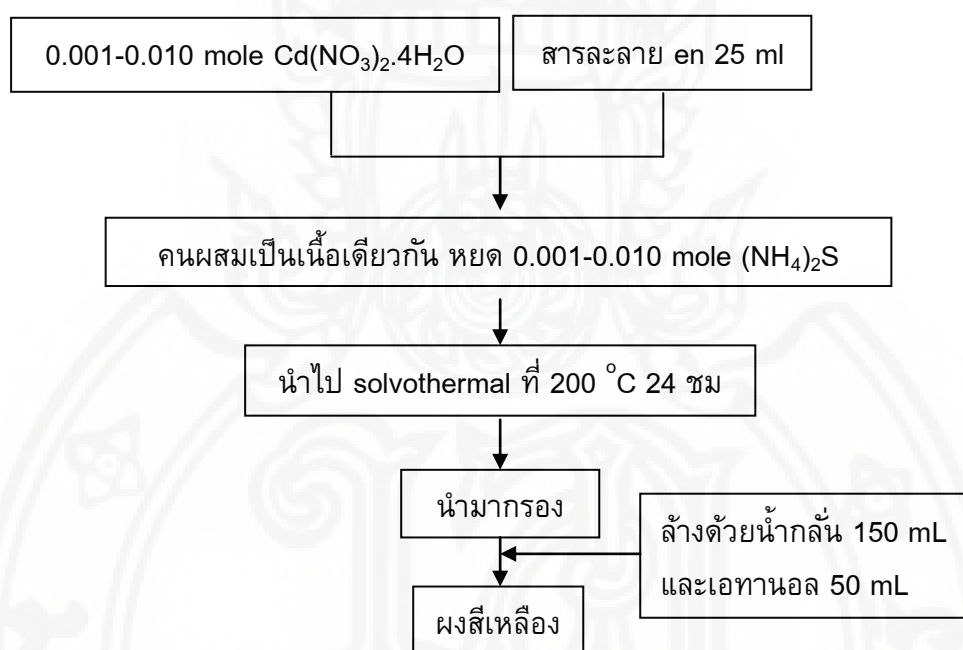 0.001-0.010 mole Cd(NO₃)₂.4H₂O
สารละลาย en 25 ml
คนผสมเป็นเนื้อเดียวกัน หยด 0.001-0.010 mole (NH₄)₂S
นำไป solvothermal ที่ 200 °C 24 ชม
นำมากรอง
ล้างด้วยน้ำกลั่น 150 mL
และเอทานอล 50 mL
ผงสีเหลือง